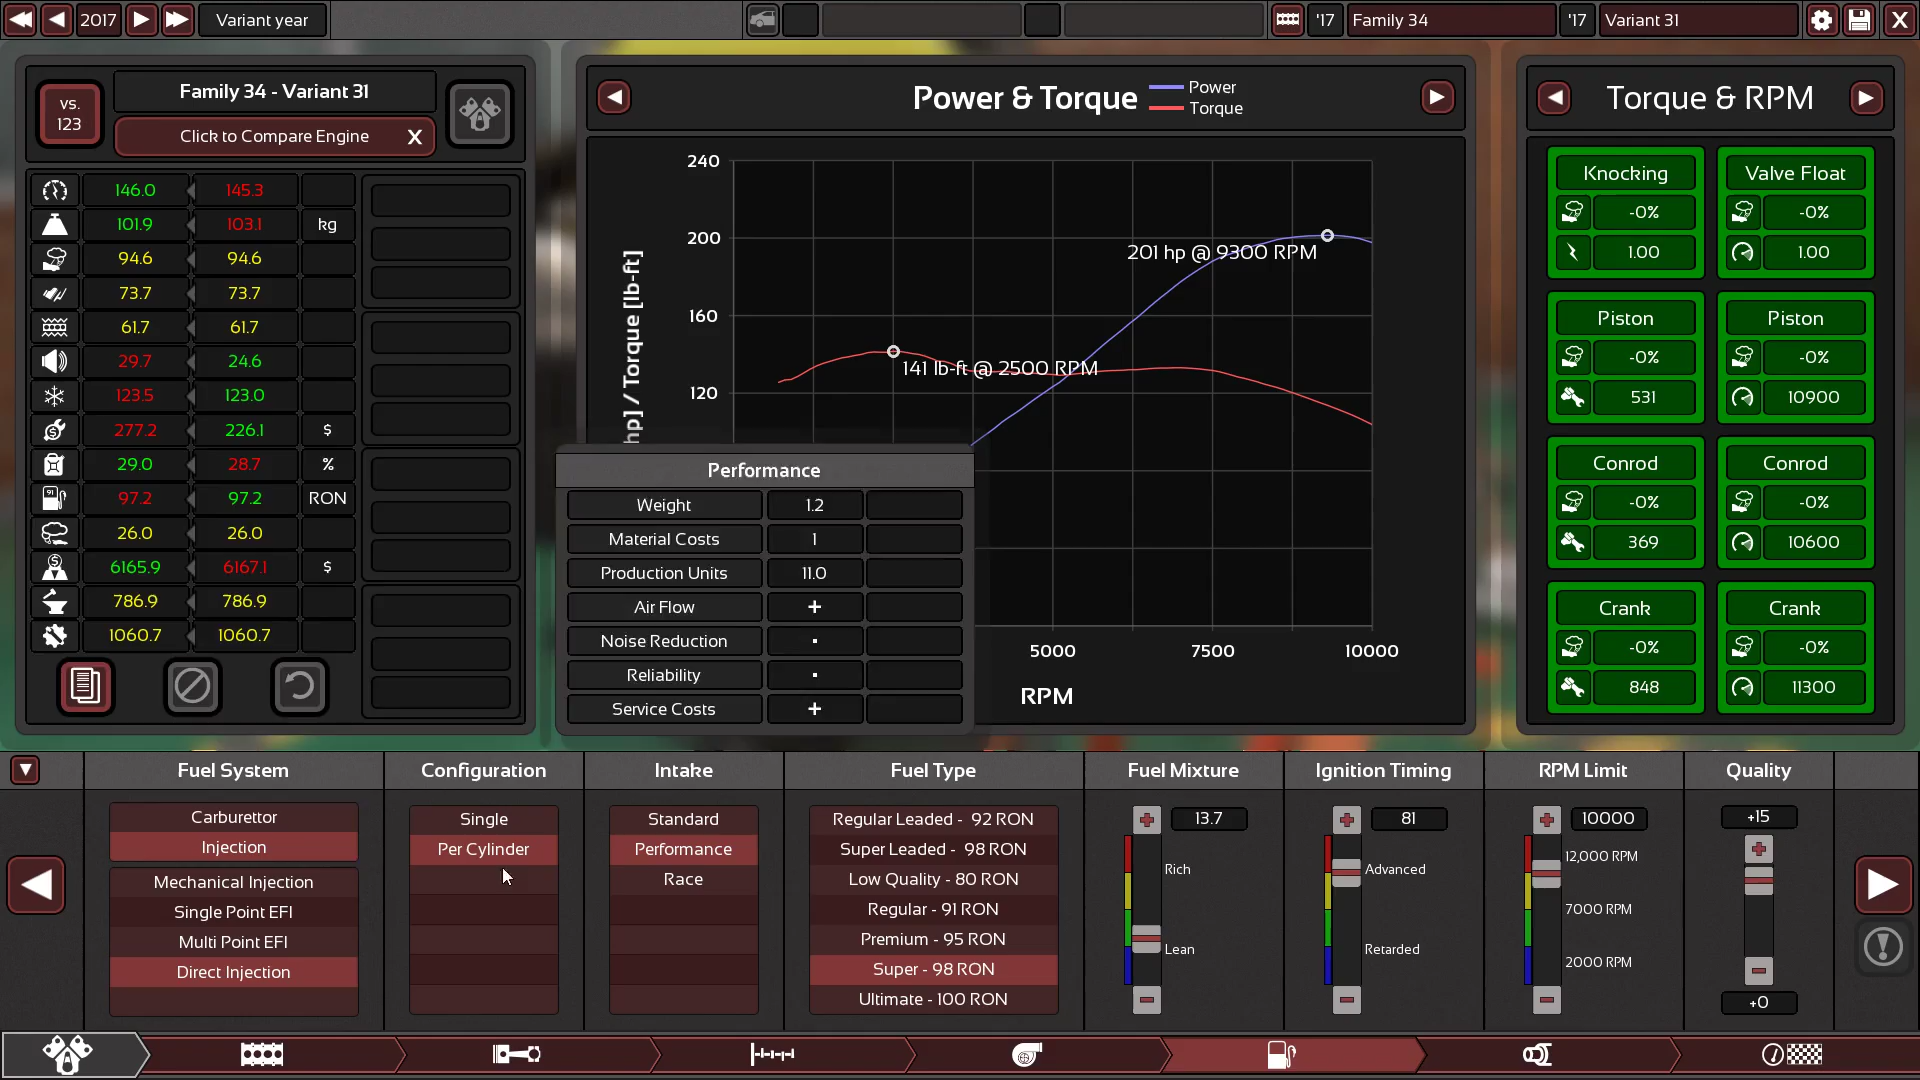 2017
Variant year
'17
Family 34
'17
Variant 31
X
vs.
123
Family 34 - Variant 31
Click to Compare Engine X
146.0 145.3
101.9 103.1 kg
94.6 94.6
73.7 73.7
61.7 61.7
29.7 24.6
123.5 123.0
277.2 226.1 $
29.0 28.7 %
97.2 97.2 RON
26.0 26.0
6165.9 6167.1 $
786.9 786.9
1060.7 1060.7
Power & Torque
Power
Torque
240
200
160
120
hp] / Torque [lb-ft]
201 hp @ 9300 RPM
141 lb-ft @ 2500 RPM
5000 7500 10000
RPM
Performance
Weight 1.2
Material Costs 1
Production Units 11.0
Air Flow +
Noise Reduction ·
Reliability ·
Service Costs +
Torque & RPM
Knocking Valve Float
-0% -0%
1.00 1.00
Piston Piston
-0% -0%
531 10900
Conrod Conrod
-0% -0%
369 10600
Crank Crank
-0% -0%
848 11300
Fuel System
Carburettor
Injection
Mechanical Injection
Single Point EFI
Multi Point EFI
Direct Injection
Configuration
Single
Per Cylinder
Intake
Standard
Performance
Race
Fuel Type
Regular Leaded - 92 RON
Super Leaded - 98 RON
Low Quality - 80 RON
Regular - 91 RON
Premium - 95 RON
Super - 98 RON
Ultimate - 100 RON
Fuel Mixture
13.7
Rich
Lean
Ignition Timing
81
Advanced
Retarded
RPM Limit
10000
12,000 RPM
7000 RPM
2000 RPM
Quality
+15
+0